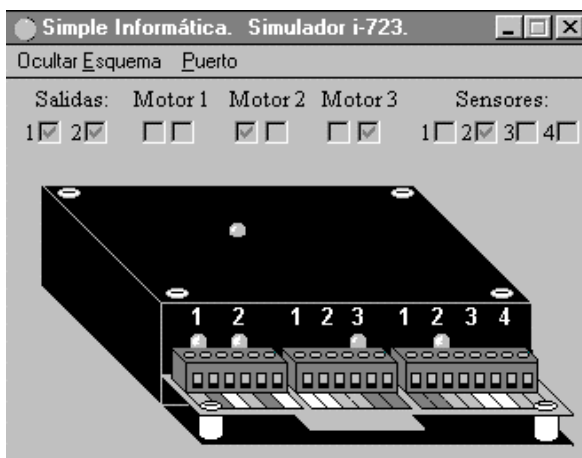 Simple Informática. Simulador i-723.
Ocultar Esquema Puerto
Salidas: Motor 1 Motor 2 Motor 3 Sensores:
1 2 1 2 3 4
1 2 1 2 3 1 2 3 4